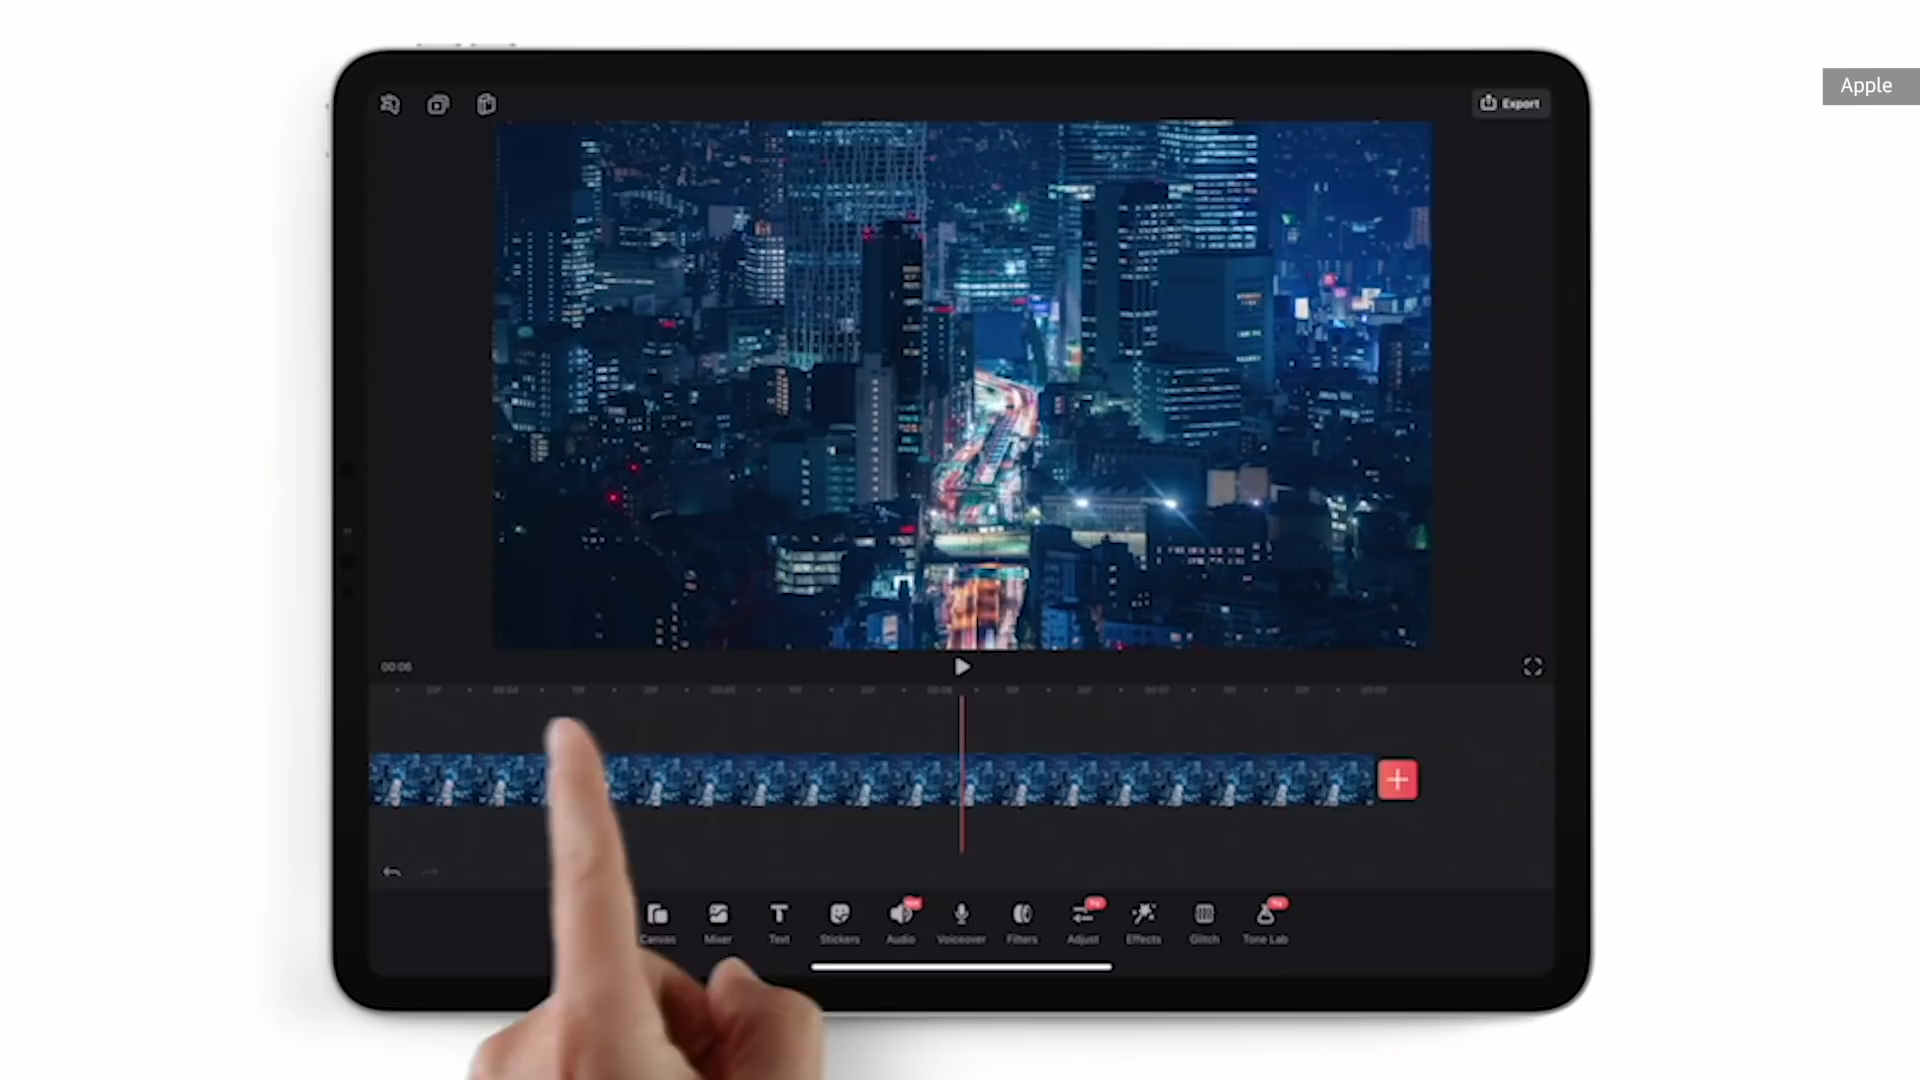 Apple
Export
00:06
Canvas
Mixer
Text
Stickers
Audio
Voiceover
Filters
Adjust
Effects
Glitch
Tone Lab